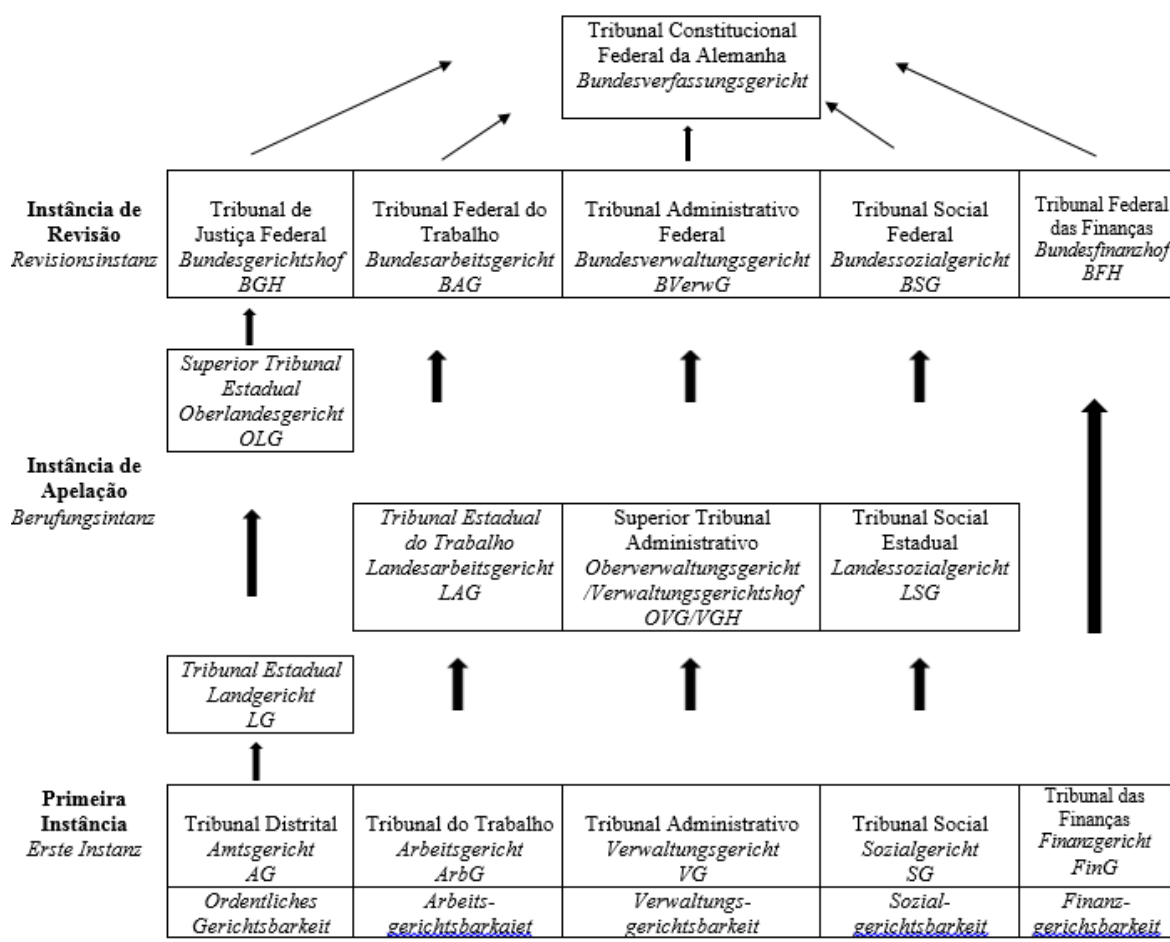 Tribunal Constitucional
Federal da Alemanha
Bundesverfassungsgericht
Instância de
Revisão
Revisionsinstanz
Tribunal de
Justiça Federal
Bundesgerichtshof
BGH
Tribunal Federal do
Trabalho
Bundesarbeitsgericht
BAG
Tribunal Administrativo
Federal
Bundesverwaltungsgericht
BVerwG
Tribunal Social
Federal
Bundessozialgericht
BSG
Tribunal Federal
das Finanças
Bundesfinanzhof
BFH
Superior Tribunal
Estadual
Oberlandesgericht
OLG
Instância de
Apelação
Berufungsintanz
Tribunal Estadual
do Trabalho
Landesarbeitsgericht
LAG
Superior Tribunal
Administrativo
Oberverwaltungsgericht
/Verwaltungsgerichtshof
OVG/VGH
Tribunal Social
Estadual
Landessozialgericht
LSG
Tribunal Estadual
Landgericht
LG
Primeira
Instância
Erste Instanz
Tribunal Distrital
Amtsgericht
AG
Tribunal do Trabalho
Arbeitsgericht
ArbG
Tribunal Administrativo
Verwaltungsgericht
VG
Tribunal Social
Sozialgericht
SG
Tribunal das
Finanças
Finanzgericht
FinG
Ordentliches
Gerichtsbarkeit
Arbeits-
gerichtsbarkaiet
Verwaltungs-
gerichtsbarkeit
Sozial-
gerichtsbarkeit
Finanz-
gerichsbarkeit